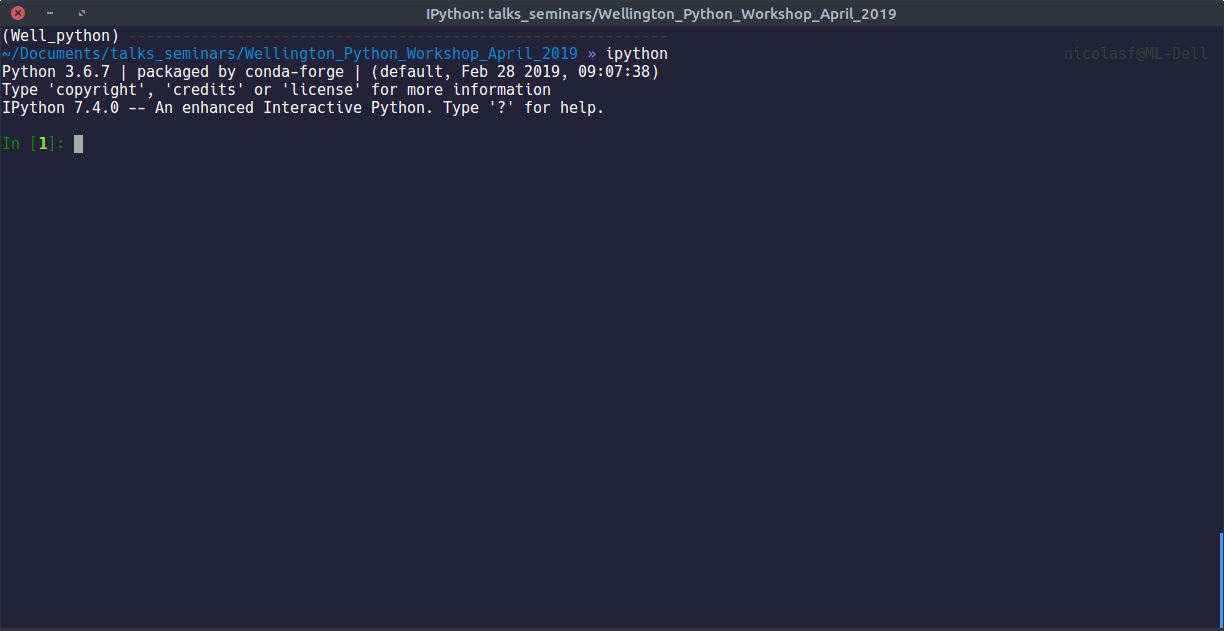 IPython: talks_seminars/Wellington_Python_Workshop_April_2019
(Well_python) ------------------------------------------------------------
~/Documents/talks_seminars/Wellington_Python_Workshop_April_2019 » ipython nicolasf@ML-Dell
Python 3.6.7 | packaged by conda-forge | (default, Feb 28 2019, 09:07:38)
Type 'copyright', 'credits' or 'license' for more information
IPython 7.4.0 -- An enhanced Interactive Python. Type '?' for help.
In [1]: